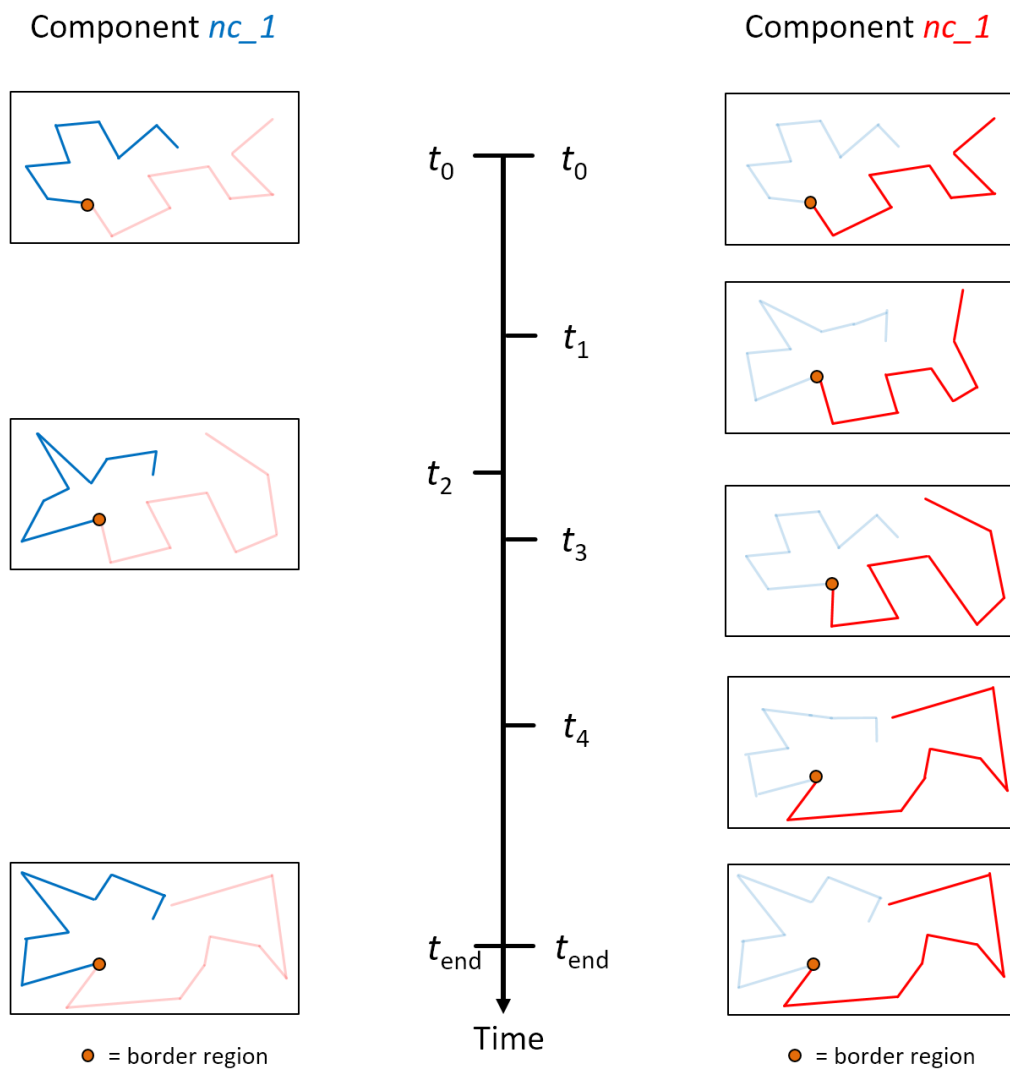 Component nc_1
Component nc_1
t0 t0
t1
t2
t3
t4
tend tend
Time
= border region
= border region